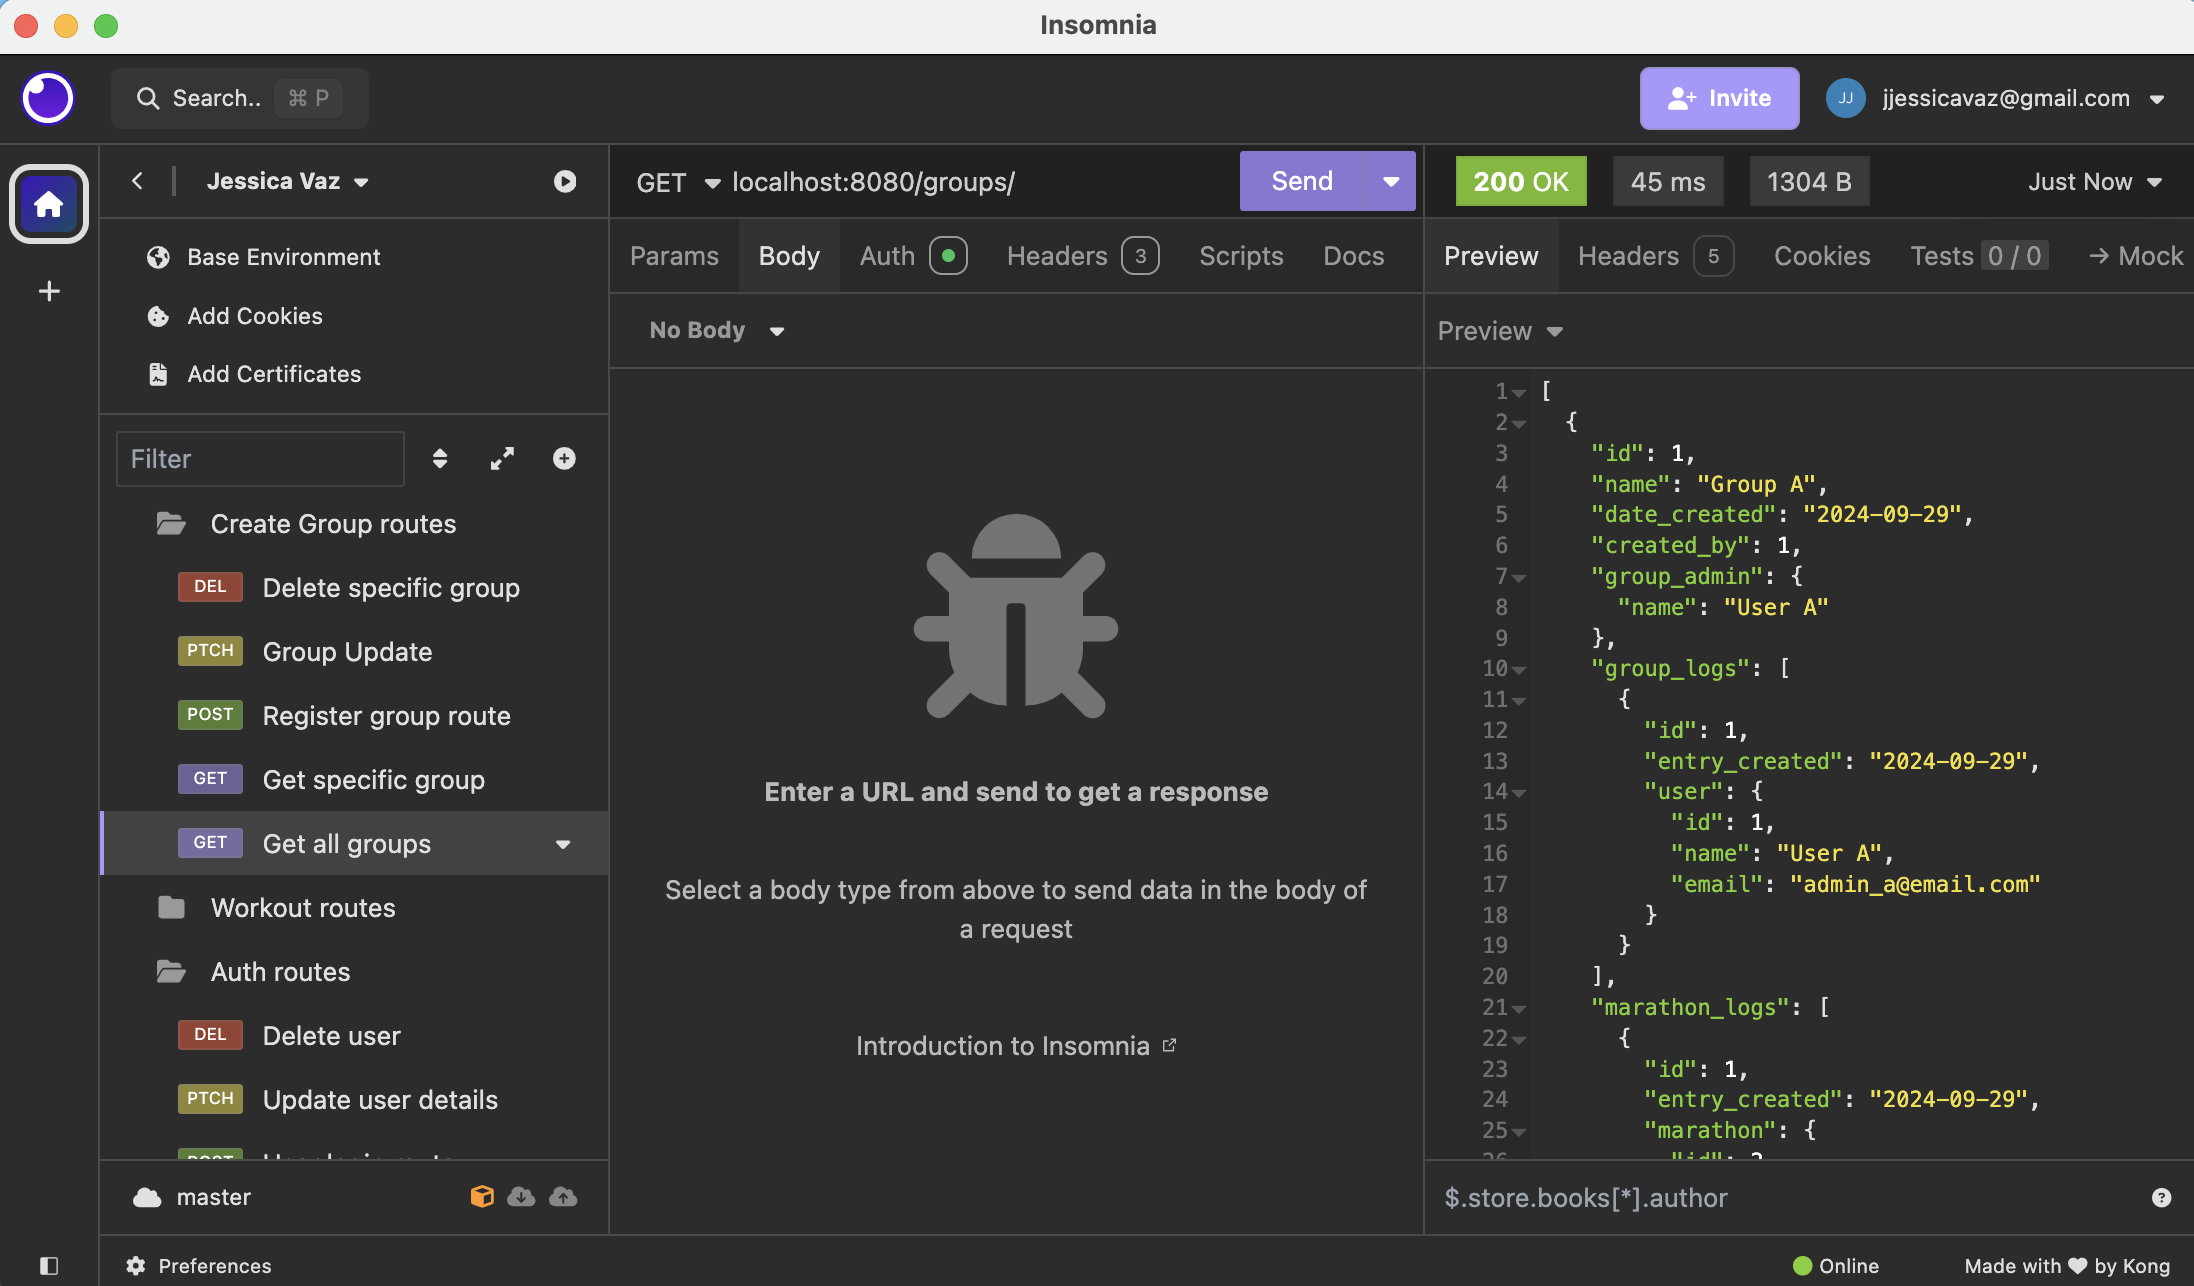 Insomnia
Search.. ⌘ P
Invite
JJ jjessicavaz@gmail.com
Jessica Vaz
Base Environment
Add Cookies
Add Certificates
Filter
Create Group routes
DEL Delete specific group
PTCH Group Update
POST Register group route
GET Get specific group
GET Get all groups
Workout routes
Auth routes
DEL Delete user
PTCH Update user details
POST
master
Preferences
GET localhost:8080/groups/
Send
Params Body Auth Headers 3 Scripts Docs
No Body
Enter a URL and send to get a response
Select a body type from above to send data in the body of
a request
Introduction to Insomnia
200 OK 45 ms 1304 B Just Now
Preview Headers 5 Cookies Tests 0 / 0 → Mock
Preview
1 [
2 {
3 "id": 1,
4 "name": "Group A",
5 "date_created": "2024-09-29",
6 "created_by": 1,
7 "group_admin": {
8 "name": "User A"
9 },
10 "group_logs": [
11 {
12 "id": 1,
13 "entry_created": "2024-09-29",
14 "user": {
15 "id": 1,
16 "name": "User A",
17 "email": "admin_a@email.com"
18 }
19 }
20 ],
21 "marathon_logs": [
22 {
23 "id": 1,
24 "entry_created": "2024-09-29",
25 "marathon": {
26 "id":
$.store.books[*].author
Online
Made with ♥ by Kong